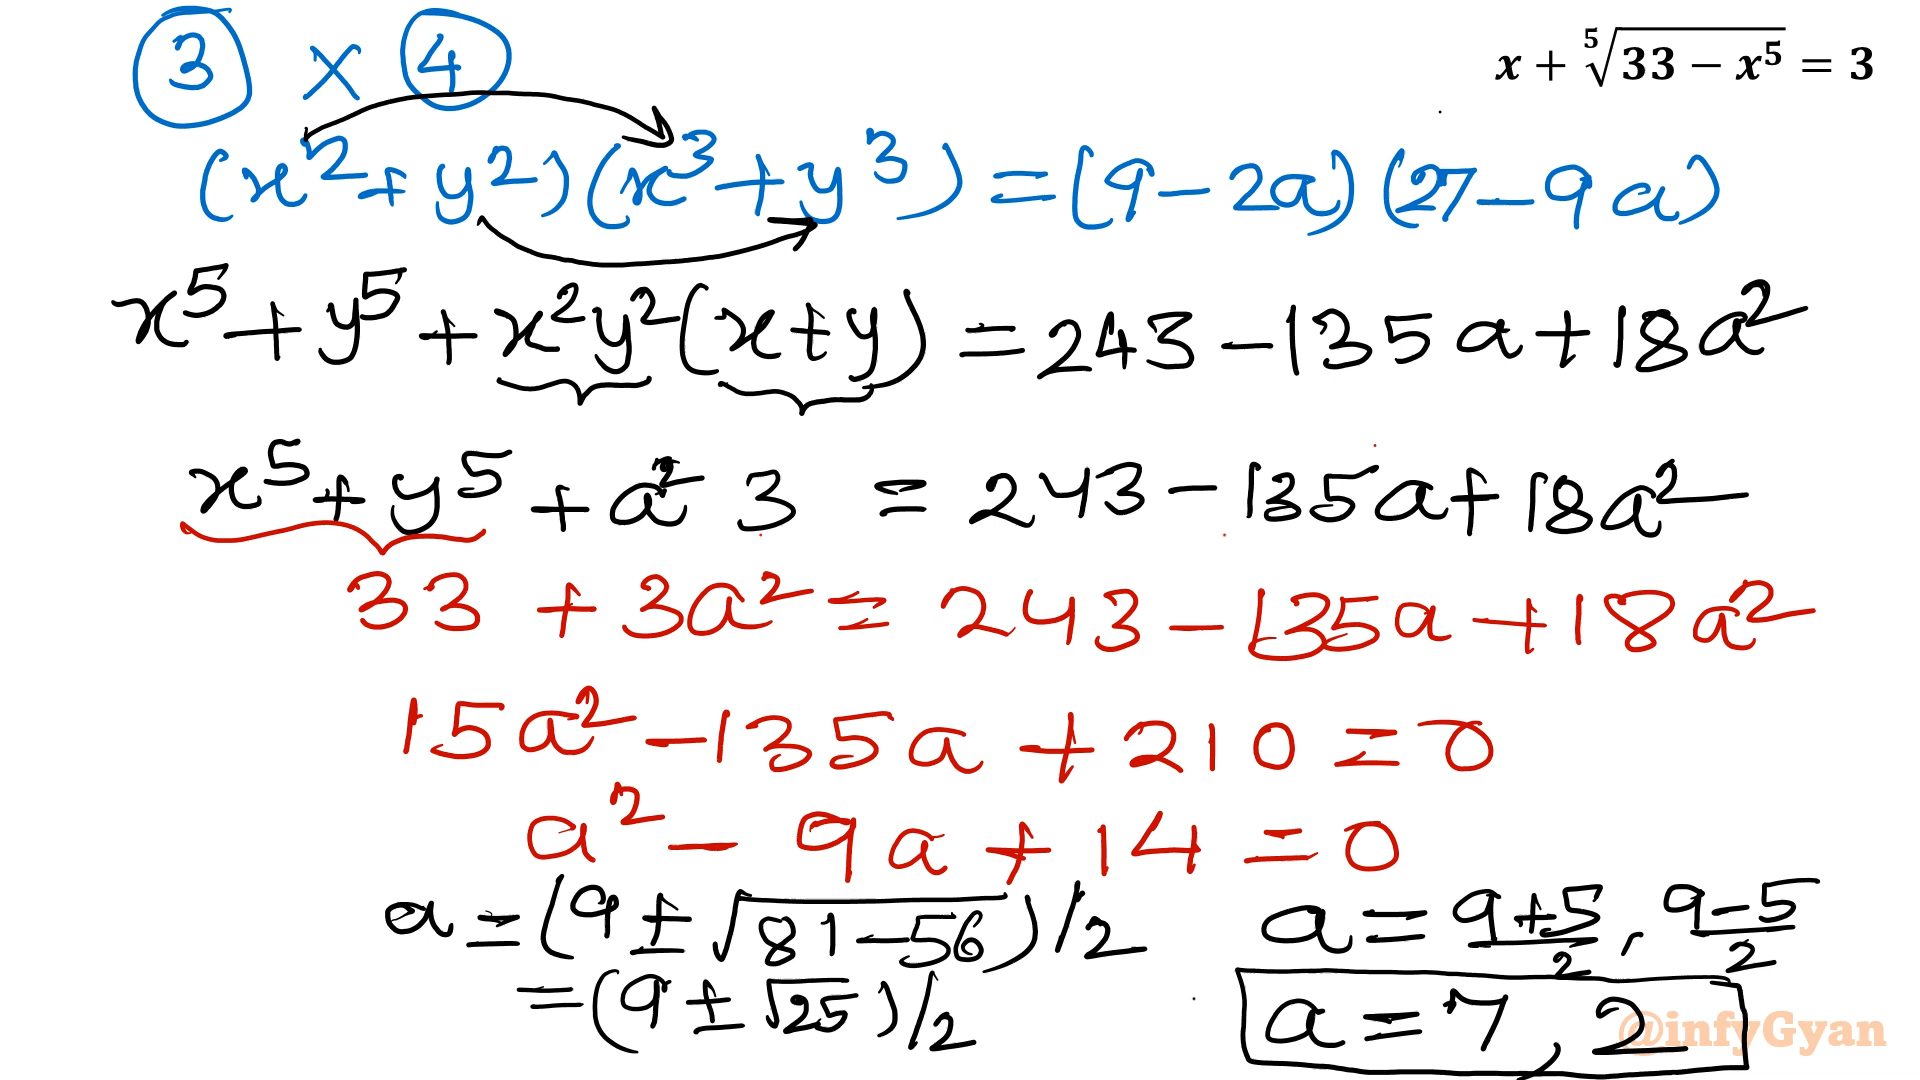 3 × 4
x + ⁵√(33 − x⁵) = 3
(x² + y²)(x³ + y³) = (9 − 2a)(27 − 9a)
x⁵ + y⁵ + x²y²(x + y) = 243 − 135a + 18a²
x⁵ + y⁵ + a² 3 = 243 − 135a + 18a²
33 + 3a² = 243 − 135a + 18a²
15a² − 135a + 210 = 0
a² − 9a + 14 = 0
a = (9 ± √(81 − 56))/2
= (9 ± √25)/2
a = (9+5)/2, (9−5)/2
a = 7, 2
@infyGyan